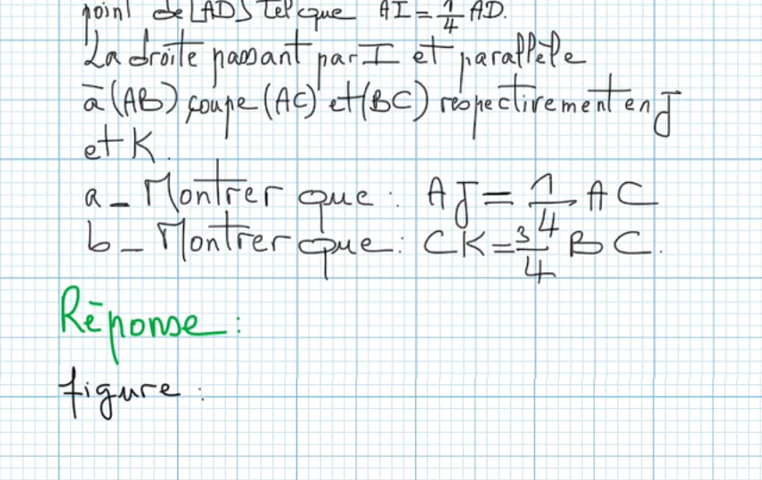 point de [AD] tel que AI = 1/4 AD.
La droite passant par I et parallèle
à (AB) coupe (AC) et (BC) respectivement en J
et K.
a_ Montrer que : AJ = 1/4 AC
b_ Montrer que : CK = 3/4 BC.
Réponse :
figure :